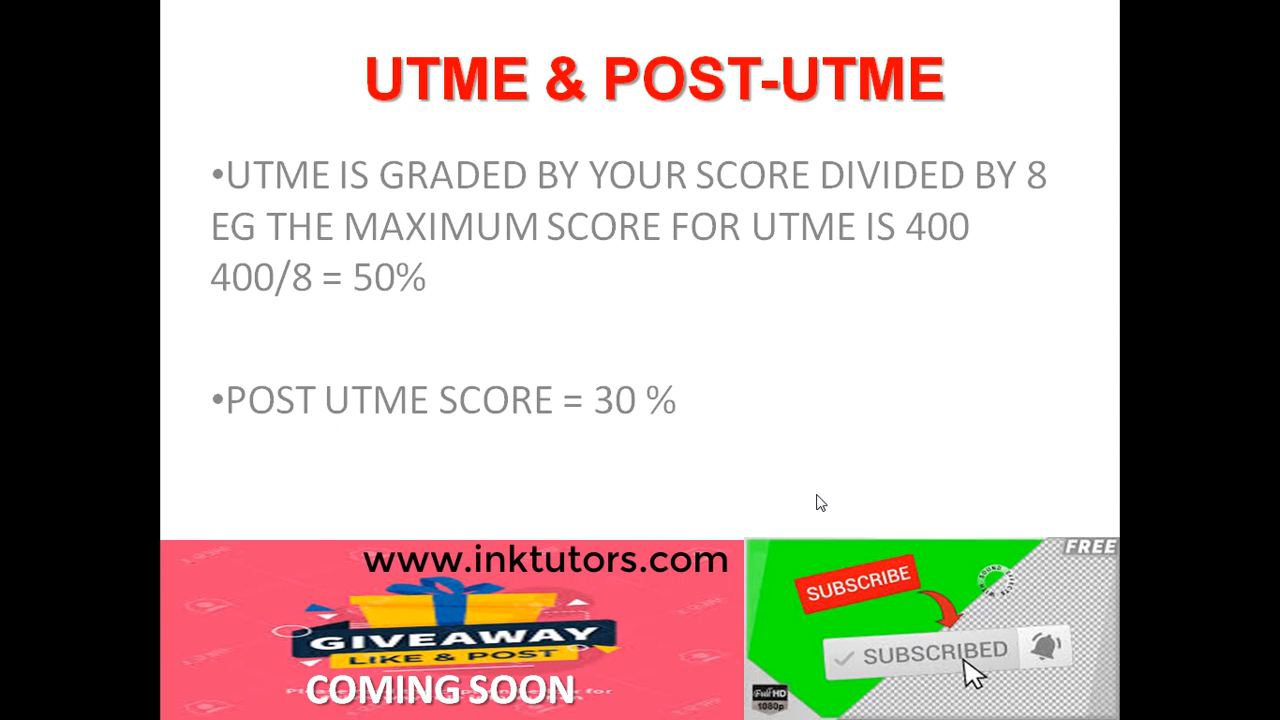 UTME & POST-UTME
•UTME IS GRADED BY YOUR SCORE DIVIDED BY 8
EG THE MAXIMUM SCORE FOR UTME IS 400
400/8 = 50%
•POST UTME SCORE = 30 %
www.inktutors.com
GIVEAWAY
LIKE & POST
COMING SOON
FREE
SUBSCRIBE
SUBSCRIBED
Full HD
1080p